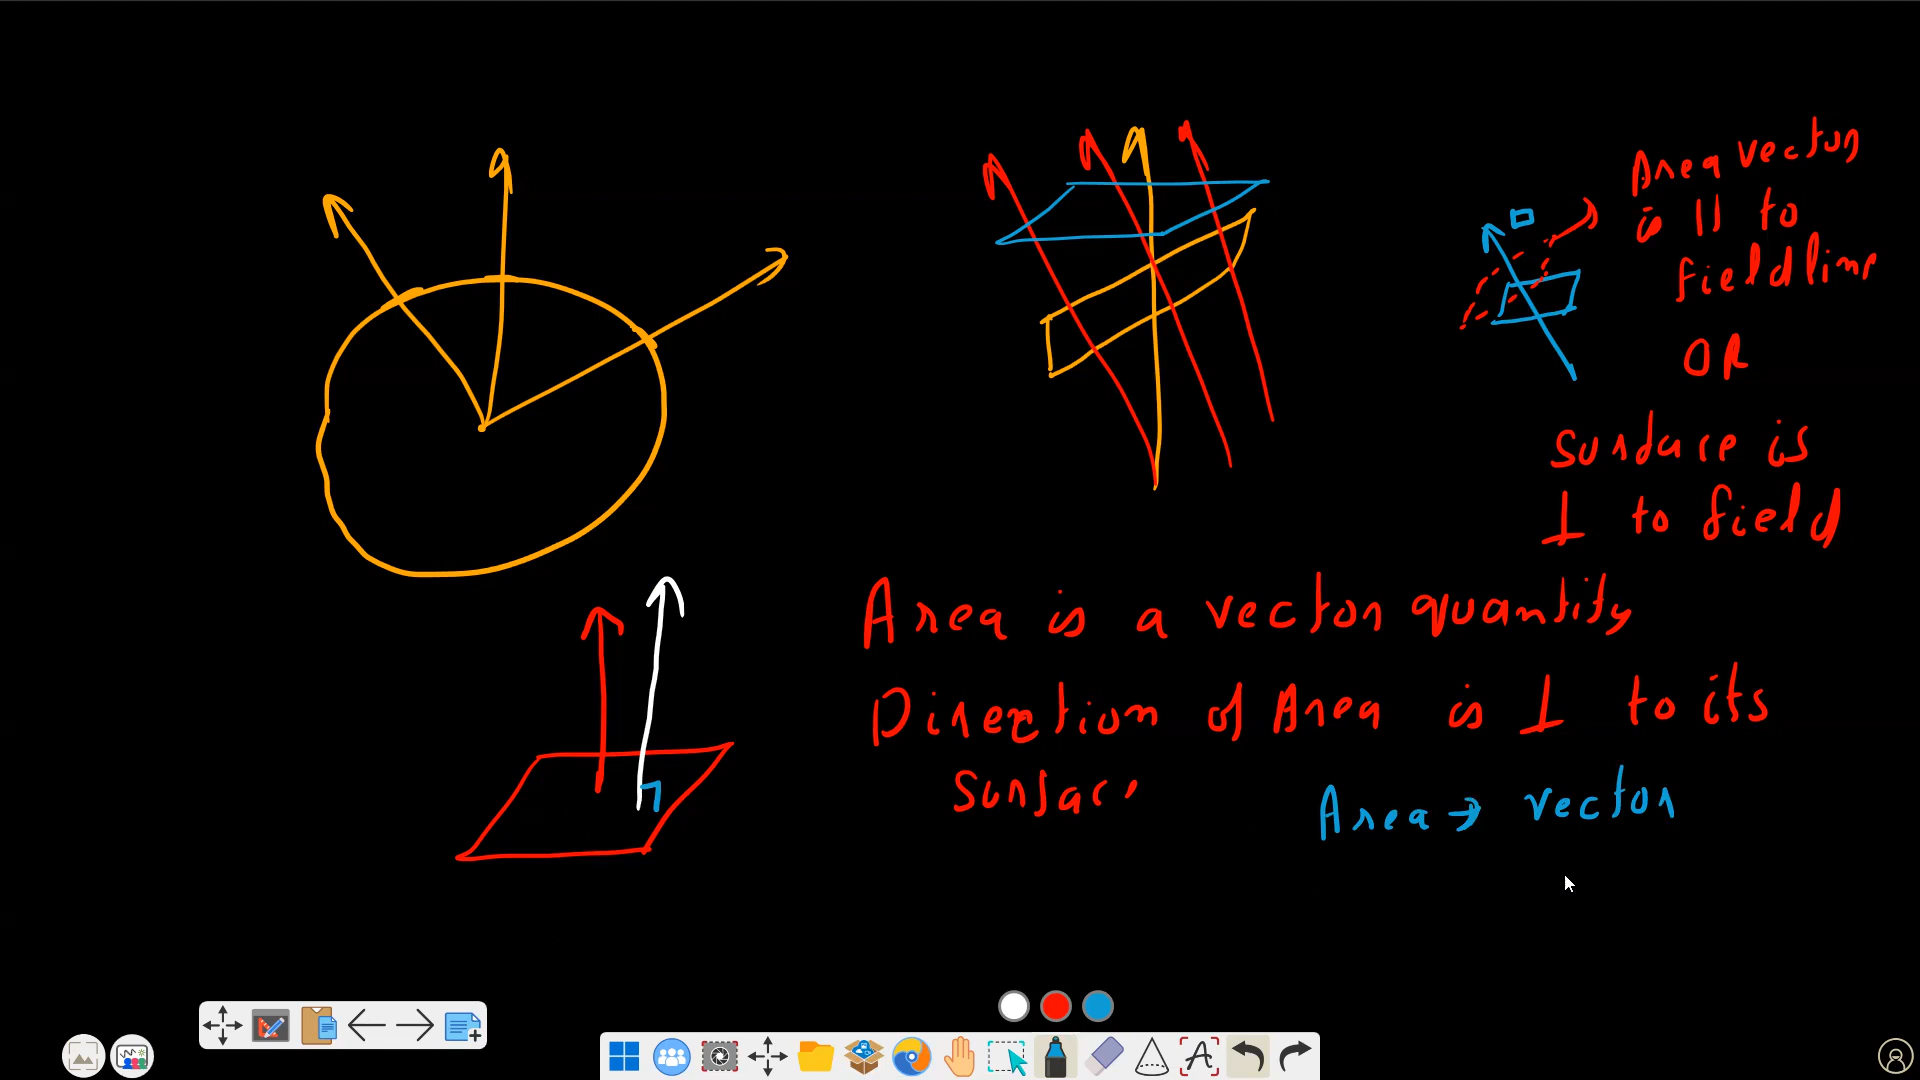 Area vector
is || to
field line
OR
Surface is
⊥ to field
Area is a vector quantity
Direction of Area is ⊥ to its
Surface
Area → vector